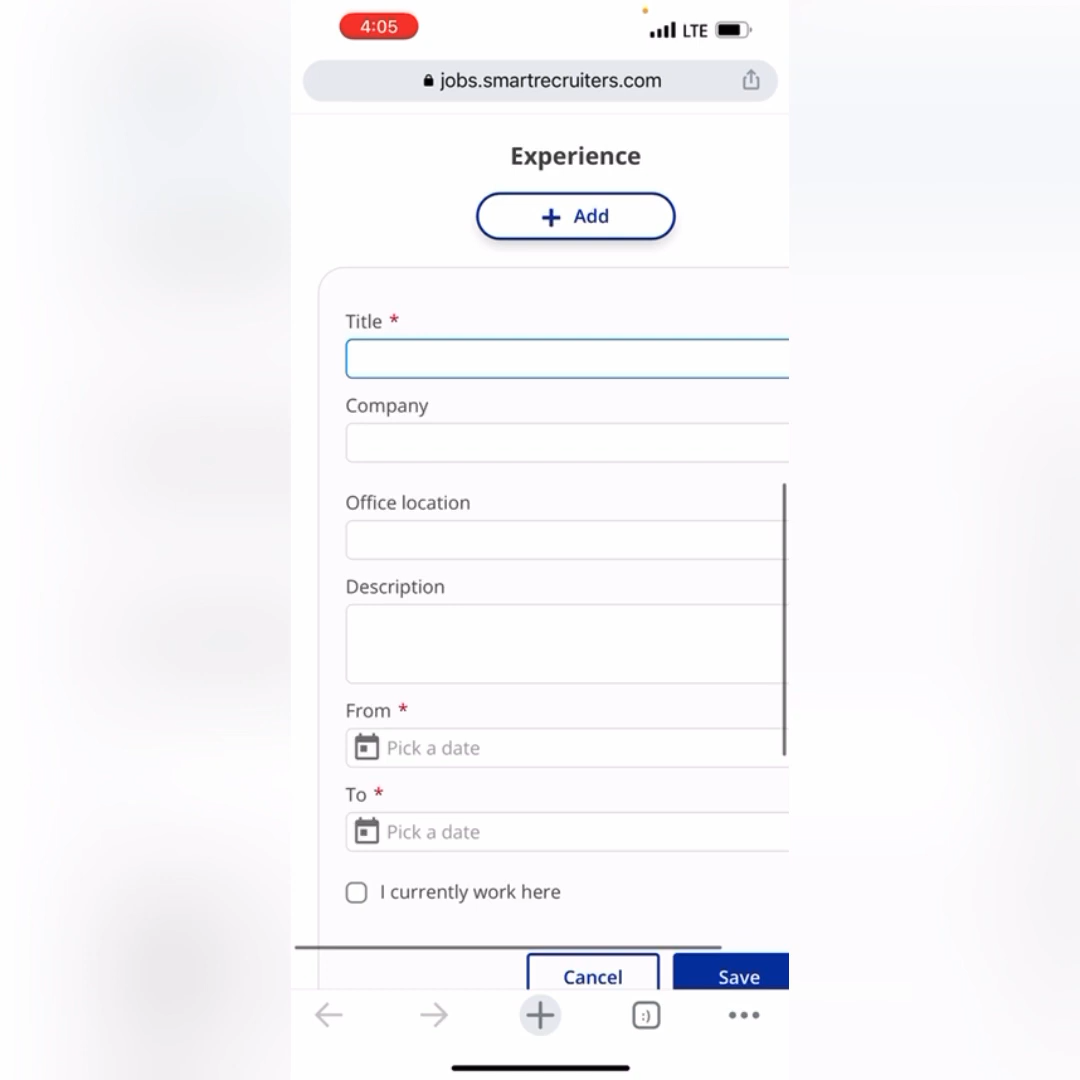 4:05
LTE
jobs.smartrecruiters.com
Experience
+ Add
Title *
Company
Office location
Description
From *
Pick a date
To *
Pick a date
I currently work here
Cancel
Save
:)